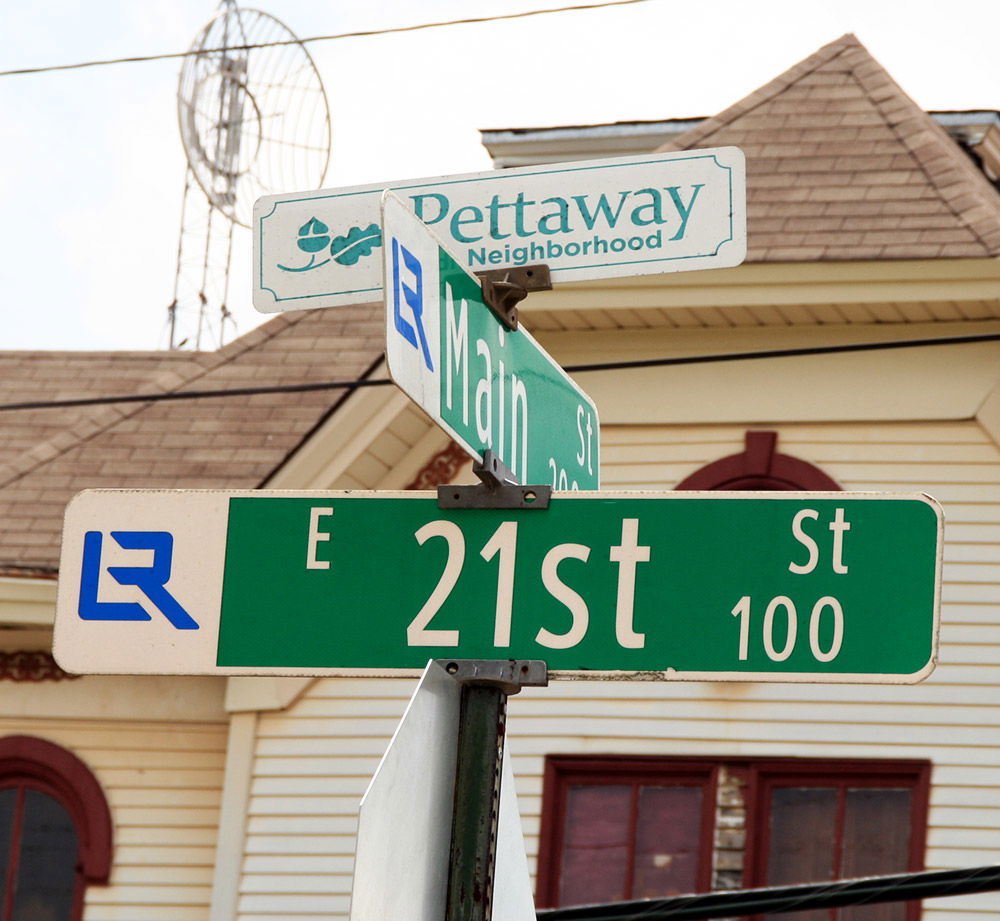 Pettaway
Neighborhood
LR
Main St
LR
E 21st St
100